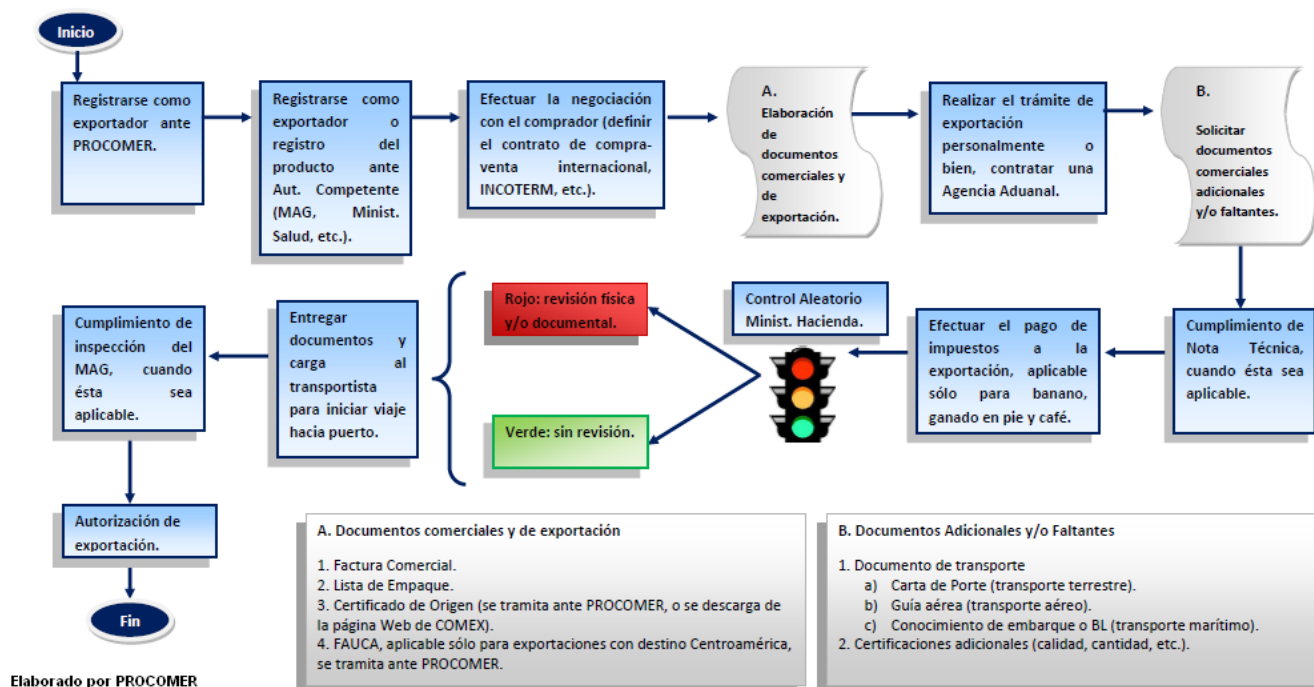 Inicio
Registrarse como
exportador ante
PROCOMER.
Registrarse como
exportador o
registro del
producto ante
Aut. Competente
(MAG, Minist.
Salud, etc.).
Efectuar la negociación
con el comprador (definir
el contrato de compra-
venta internacional,
INCOTERM, etc.).
A.
Elaboración
de
documentos
comerciales y
de
exportación.
Realizar el trámite de
exportación
personalmente o
bien, contratar una
Agencia Aduanal.
B.
Solicitar
documentos
comerciales
adicionales
y/o faltantes.
Cumplimiento de
Nota Técnica,
cuando ésta sea
aplicable.
Efectuar el pago de
impuestos a la
exportación, aplicable
sólo para banano,
ganado en pie y café.
Control Aleatorio
Minist. Hacienda.
Rojo: revisión física
y/o documental.
Verde: sin revisión.
Entregar
documentos y
carga al
transportista
para iniciar viaje
hacia puerto.
Cumplimiento de
inspección del
MAG, cuando
ésta sea
aplicable.
Autorización de
exportación.
Fin
A. Documentos comerciales y de exportación
1. Factura Comercial.
2. Lista de Empaque.
3. Certificado de Origen (se tramita ante PROCOMER, o se descarga de
la página Web de COMEX).
4. FAUCA, aplicable sólo para exportaciones con destino Centroamérica,
se tramita ante PROCOMER.
B. Documentos Adicionales y/o Faltantes
1. Documento de transporte
a) Carta de Porte (transporte terrestre).
b) Guía aérea (transporte aéreo).
c) Conocimiento de embarque o BL (transporte marítimo).
2. Certificaciones adicionales (calidad, cantidad, etc.).
Elaborado por PROCOMER